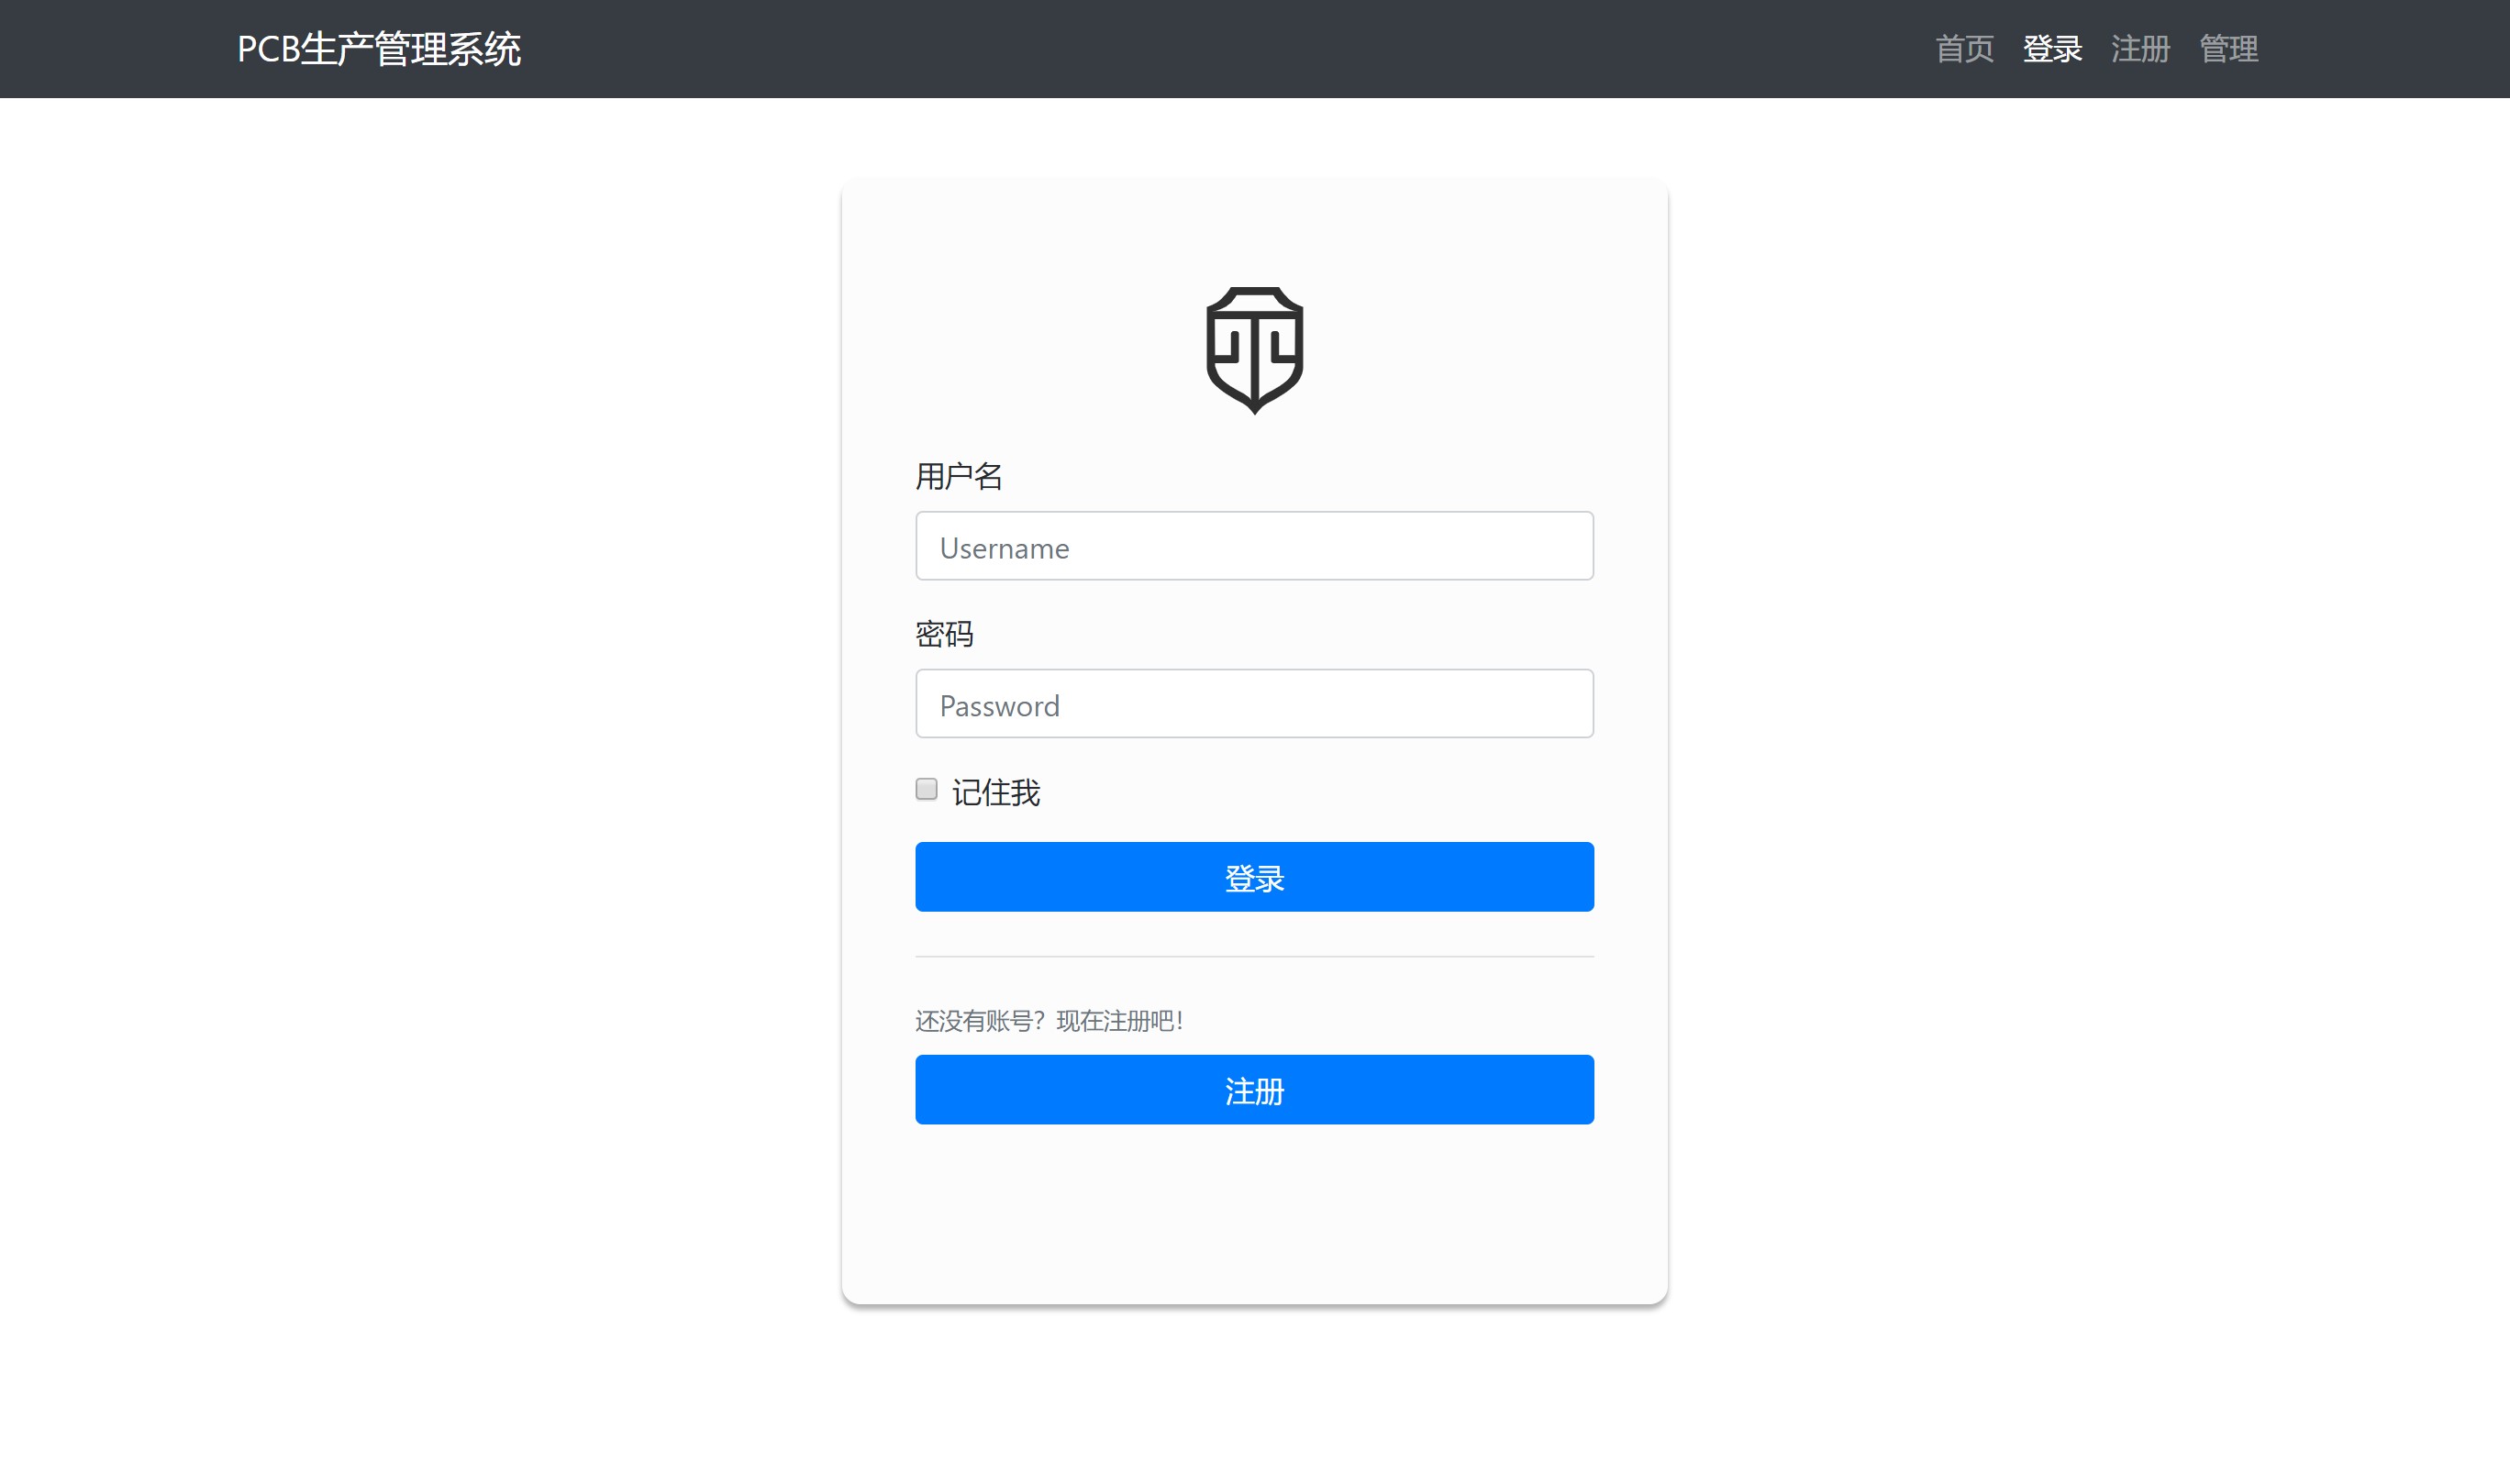 PCB生产管理系统
首页 登录 注册 管理
用户名
Username
密码
Password
记住我
登录
还没有账号？现在注册吧！
注册